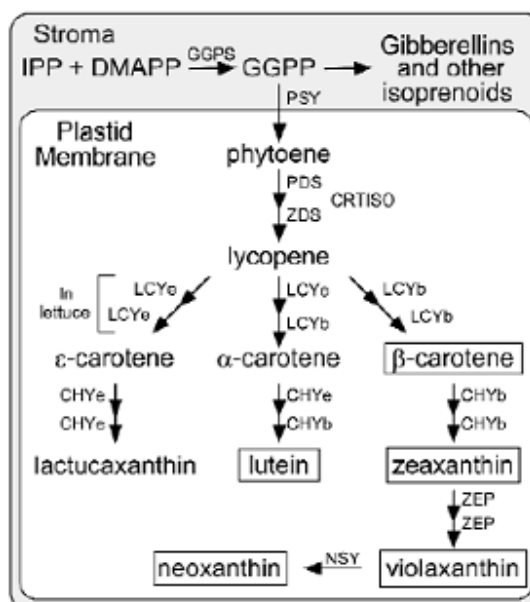 Stroma
IPP + DMAPP GGPS GGPP Gibberellins
and other
isoprenoids
PSY
Plastid
Membrane
phytoene
PDS
CRTISO
ZDS
lycopene
In
lettuce
LCYe LCYe LCYb
LCYe LCYb LCYb
ε-carotene α-carotene β-carotene
CHYe CHYe CHYb
CHYe CHYb CHYb
lactucaxanthin lutein zeaxanthin
ZEP
ZEP
neoxanthin NSY violaxanthin